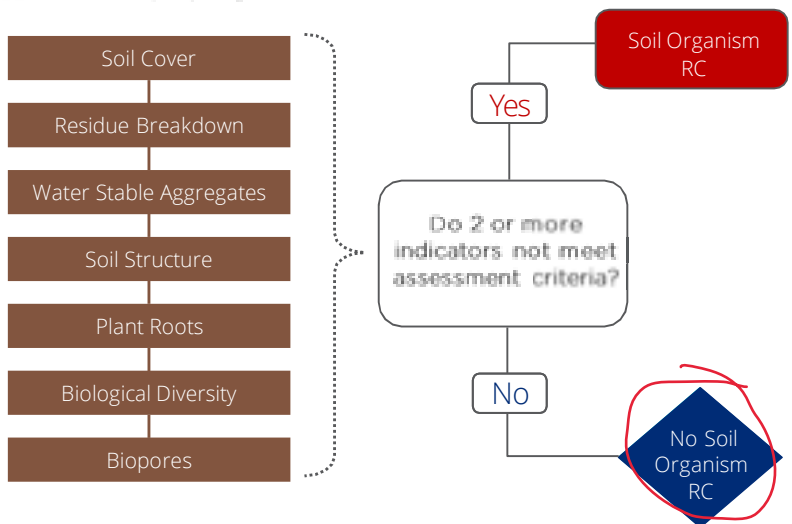 Soil Cover
Residue Breakdown
Water Stable Aggregates
Soil Structure
Plant Roots
Biological Diversity
Biopores
Soil Organism
RC
Yes
Do 2 or more
indicators not meet
assessment criteria?
No
No Soil
Organism
RC